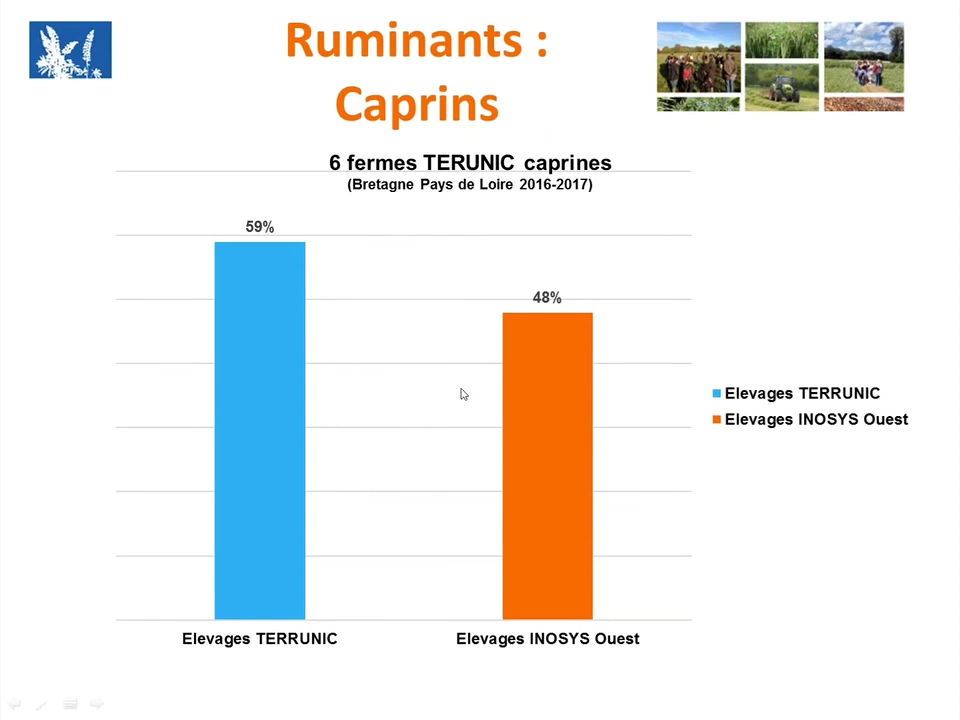 Ruminants :
Caprins
6 fermes TERUNIC caprines
(Bretagne Pays de Loire 2016-2017)
59%
48%
Elevages TERRUNIC
Elevages INOSYS Ouest
Elevages TERRUNIC
Elevages INOSYS Ouest